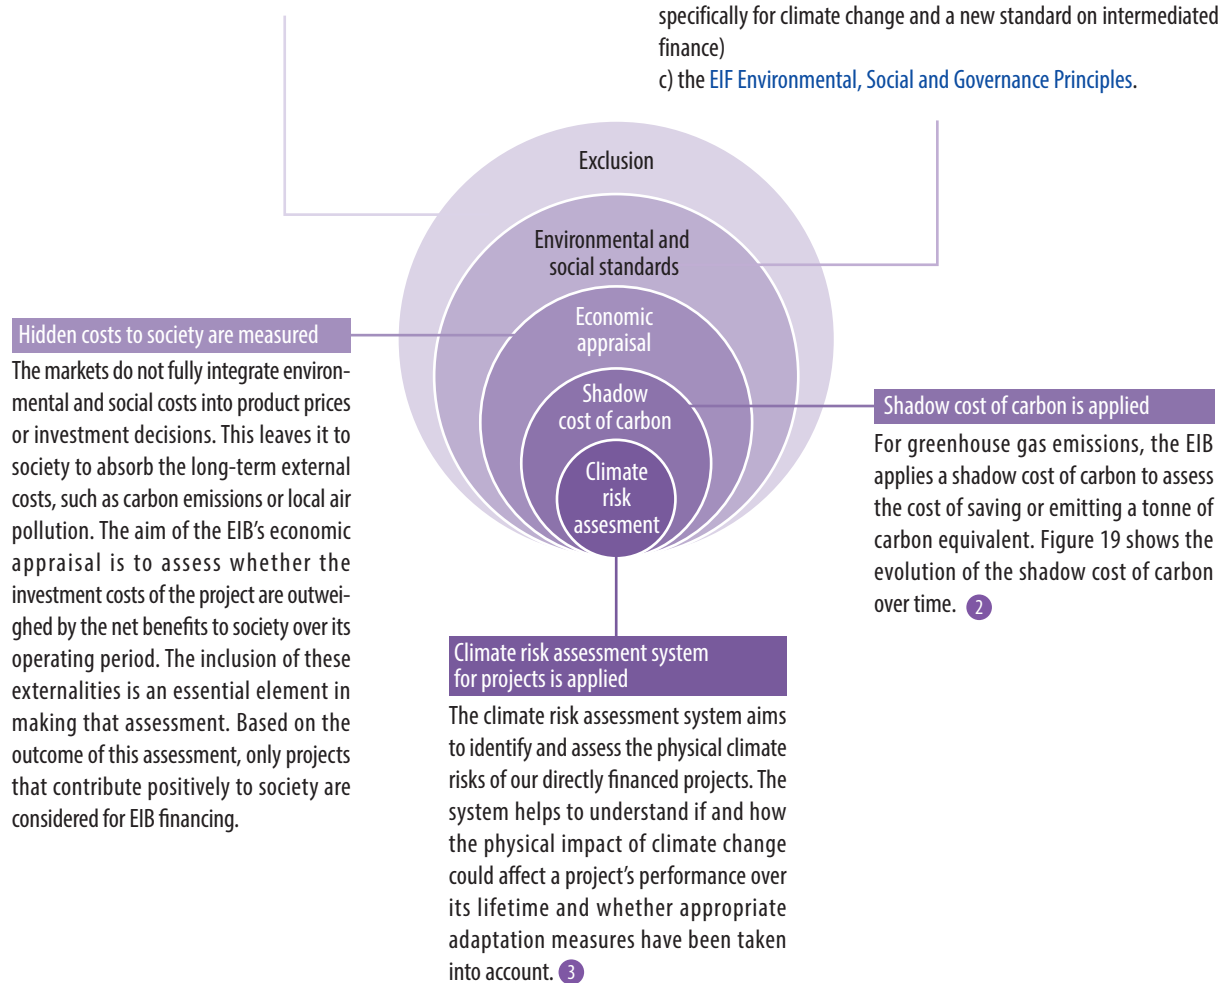 specifically for climate change and a new standard on intermediated
finance)
c) the EIF Environmental, Social and Governance Principles.
Exclusion
Environmental and
social standards
Economic
appraisal
Shadow
cost of carbon
Climate
risk
assesment
Hidden costs to society are measured
The markets do not fully integrate environ-
mental and social costs into product prices
or investment decisions. This leaves it to
society to absorb the long-term external
costs, such as carbon emissions or local air
pollution. The aim of the EIB’s economic
appraisal is to assess whether the
investment costs of the project are outwei-
ghed by the net benefits to society over its
operating period. The inclusion of these
externalities is an essential element in
making that assessment. Based on the
outcome of this assessment, only projects
that contribute positively to society are
considered for EIB financing.
Shadow cost of carbon is applied
For greenhouse gas emissions, the EIB
applies a shadow cost of carbon to assess
the cost of saving or emitting a tonne of
carbon equivalent. Figure 19 shows the
evolution of the shadow cost of carbon
over time. 2
Climate risk assessment system
for projects is applied
The climate risk assessment system aims
to identify and assess the physical climate
risks of our directly financed projects. The
system helps to understand if and how
the physical impact of climate change
could affect a project’s performance over
its lifetime and whether appropriate
adaptation measures have been taken
into account. 3